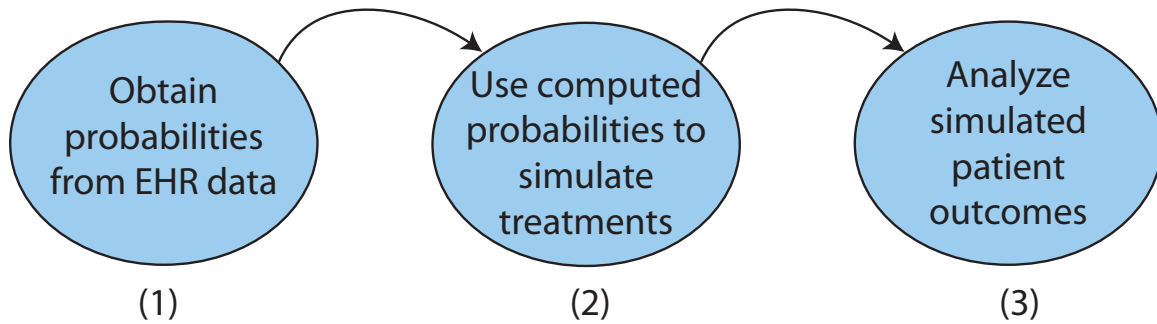 Obtain
probabilities
from EHR data
Use computed
probabilities to
simulate
treatments
Analyze
simulated
patient
outcomes
(1)
(2)
(3)